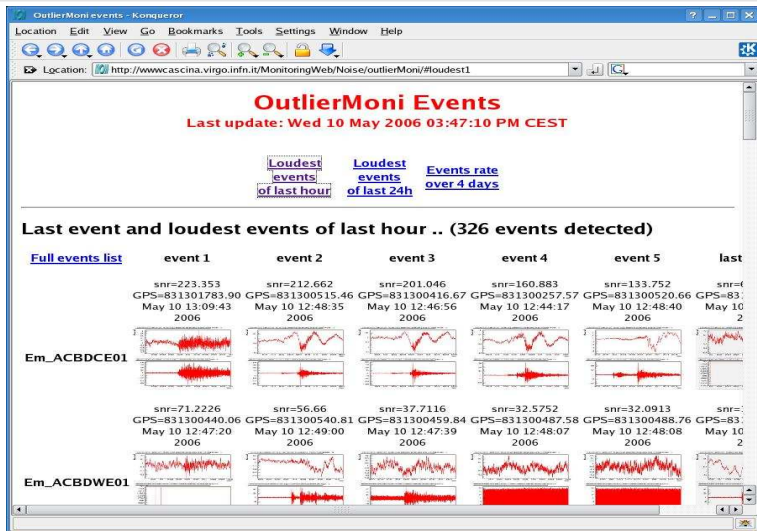 OutlierMoni events - Konqueror
Location Edit View Go Bookmarks Tools Settings Window Help
Location: http://wwwcascina.virgo.infn.it/MonitoringWeb/Noise/outlierMoni/#loudest1
OutlierMoni Events
Last update: Wed 10 May 2006 03:47:10 PM CEST
Loudest events of last hour
Loudest events of last 24h
Events rate over 4 days
Last event and loudest events of last hour .. (326 events detected)
Full events list event 1 event 2 event 3 event 4 event 5 last
snr=223.353 snr=212.662 snr=201.046 snr=160.883 snr=133.752
GPS=831301783.90 GPS=831300515.46 GPS=831300416.67 GPS=831300257.57 GPS=831300520.66 GPS=83
May 10 13:09:43 May 10 12:48:35 May 10 12:46:56 May 10 12:44:17 May 10 12:48:40 May 10
2006 2006 2006 2006 2006
Em_ACBDCE01
snr=71.2226 snr=56.66 snr=37.7116 snr=32.5752 snr=32.0913
GPS=831300440.06 GPS=831300540.81 GPS=831300459.84 GPS=831300487.58 GPS=831300488.76 GPS=83
May 10 12:47:20 May 10 12:49:00 May 10 12:47:39 May 10 12:48:07 May 10 12:48:08 May 10
2006 2006 2006 2006 2006
Em_ACBDWE01